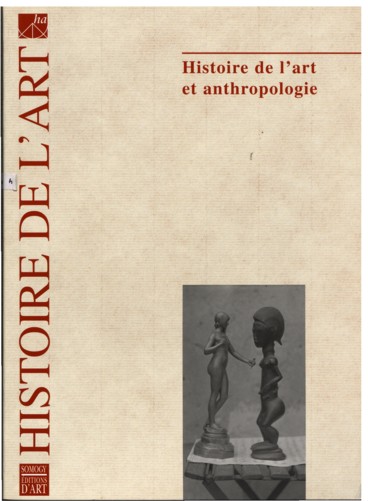 ha
HISTOIRE DE L'ART
Histoire de l'art
et anthropologie
SOMOGY
ÉDITIONS
D'ART